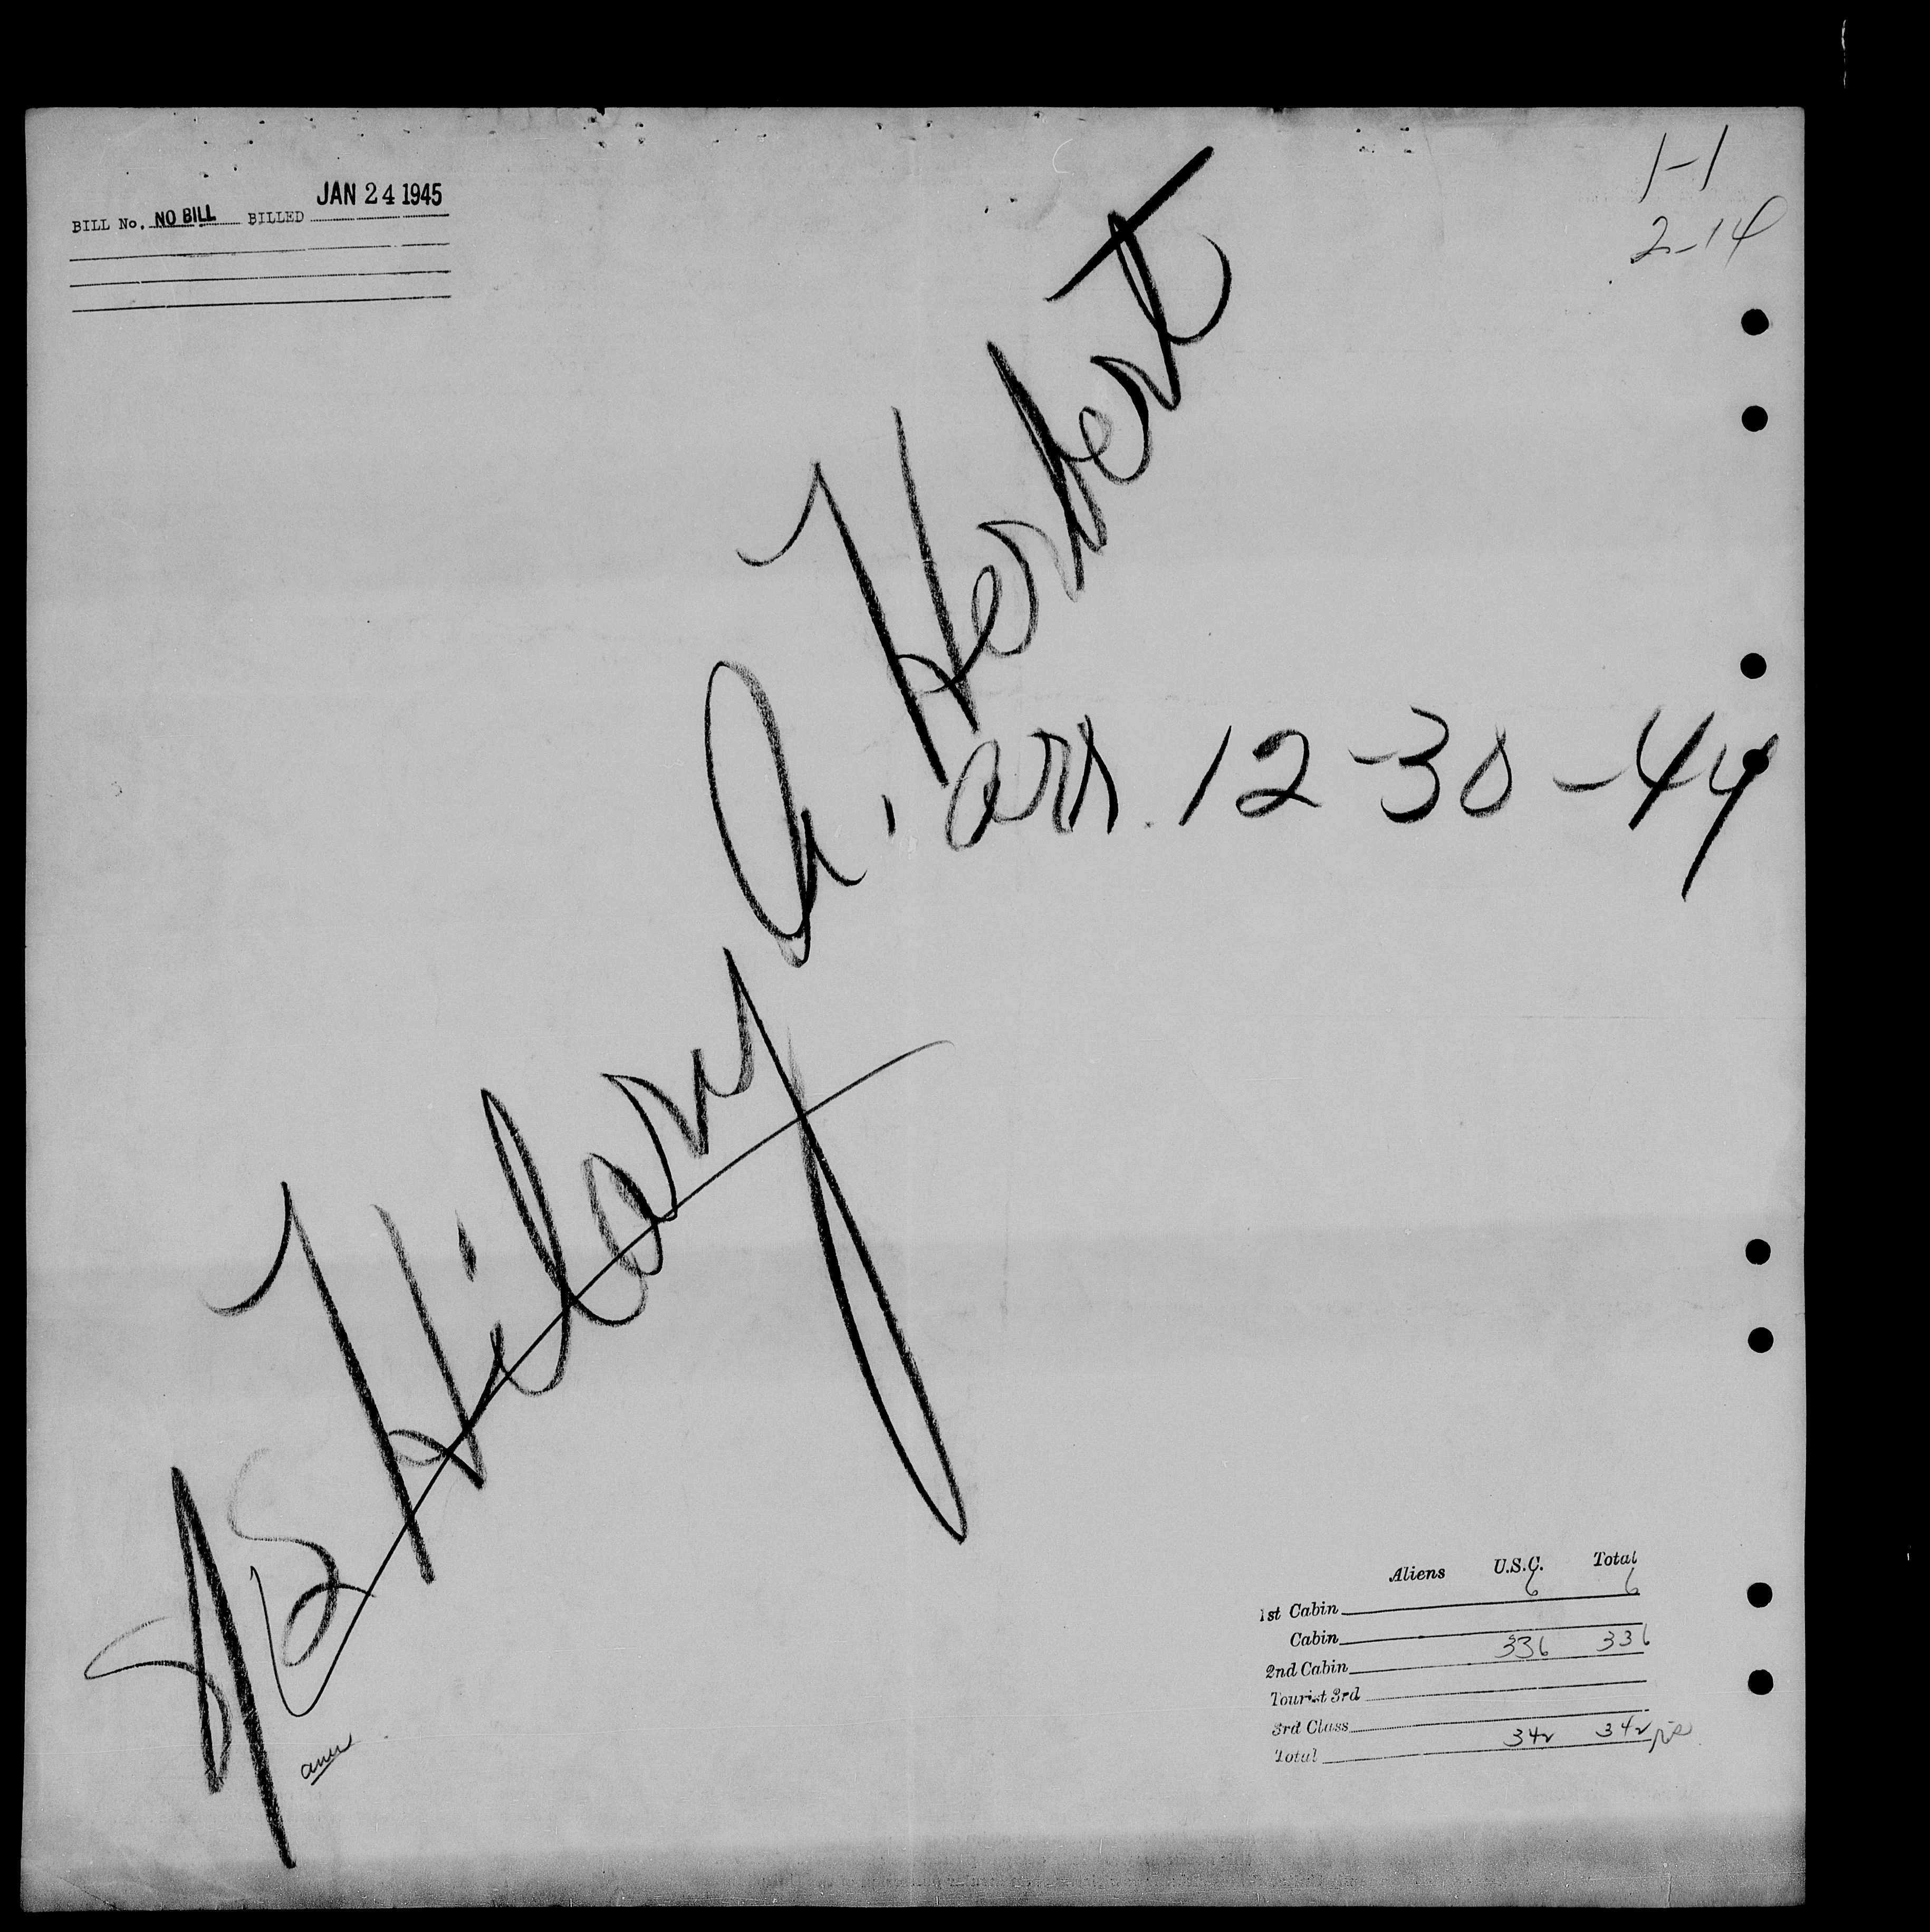 1-1
JAN 24 1945
BILL No. NO BILL BILLED
2-14
SS Hilary A. Herbert
arr. 12-30-44
Aliens U.S.C. Total
1st Cabin 6 6
Cabin
2nd Cabin 336 336
Tourist 3rd
3rd Class
Total 342 342
amer